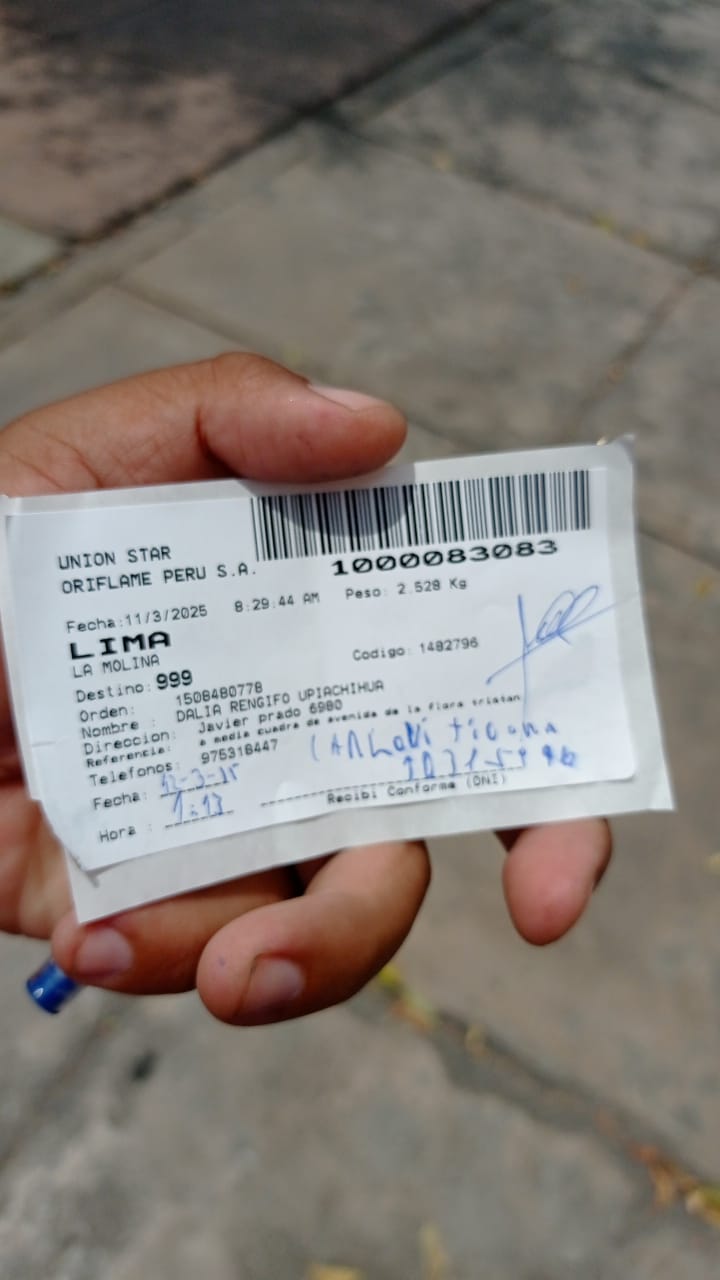 UNION STAR
ORIFLAME PERU S.A.
1000083083
Fecha:11/3/2025 8:29:44 AM Peso: 2.528 Kg
LIMA
LA MOLINA
Codigo: 1482796
Destino: 999
Orden: 1508480778
Nombre : DALIA RENGIFO UPIACHIHUA
Direccion: Javier prado 6980
Referencia: a media cuadra de avenida de la flora tristan
Telefonos: 975318447
Fecha: 12-3-25
Hora : 1:13
Recibi Conforme (DNI)